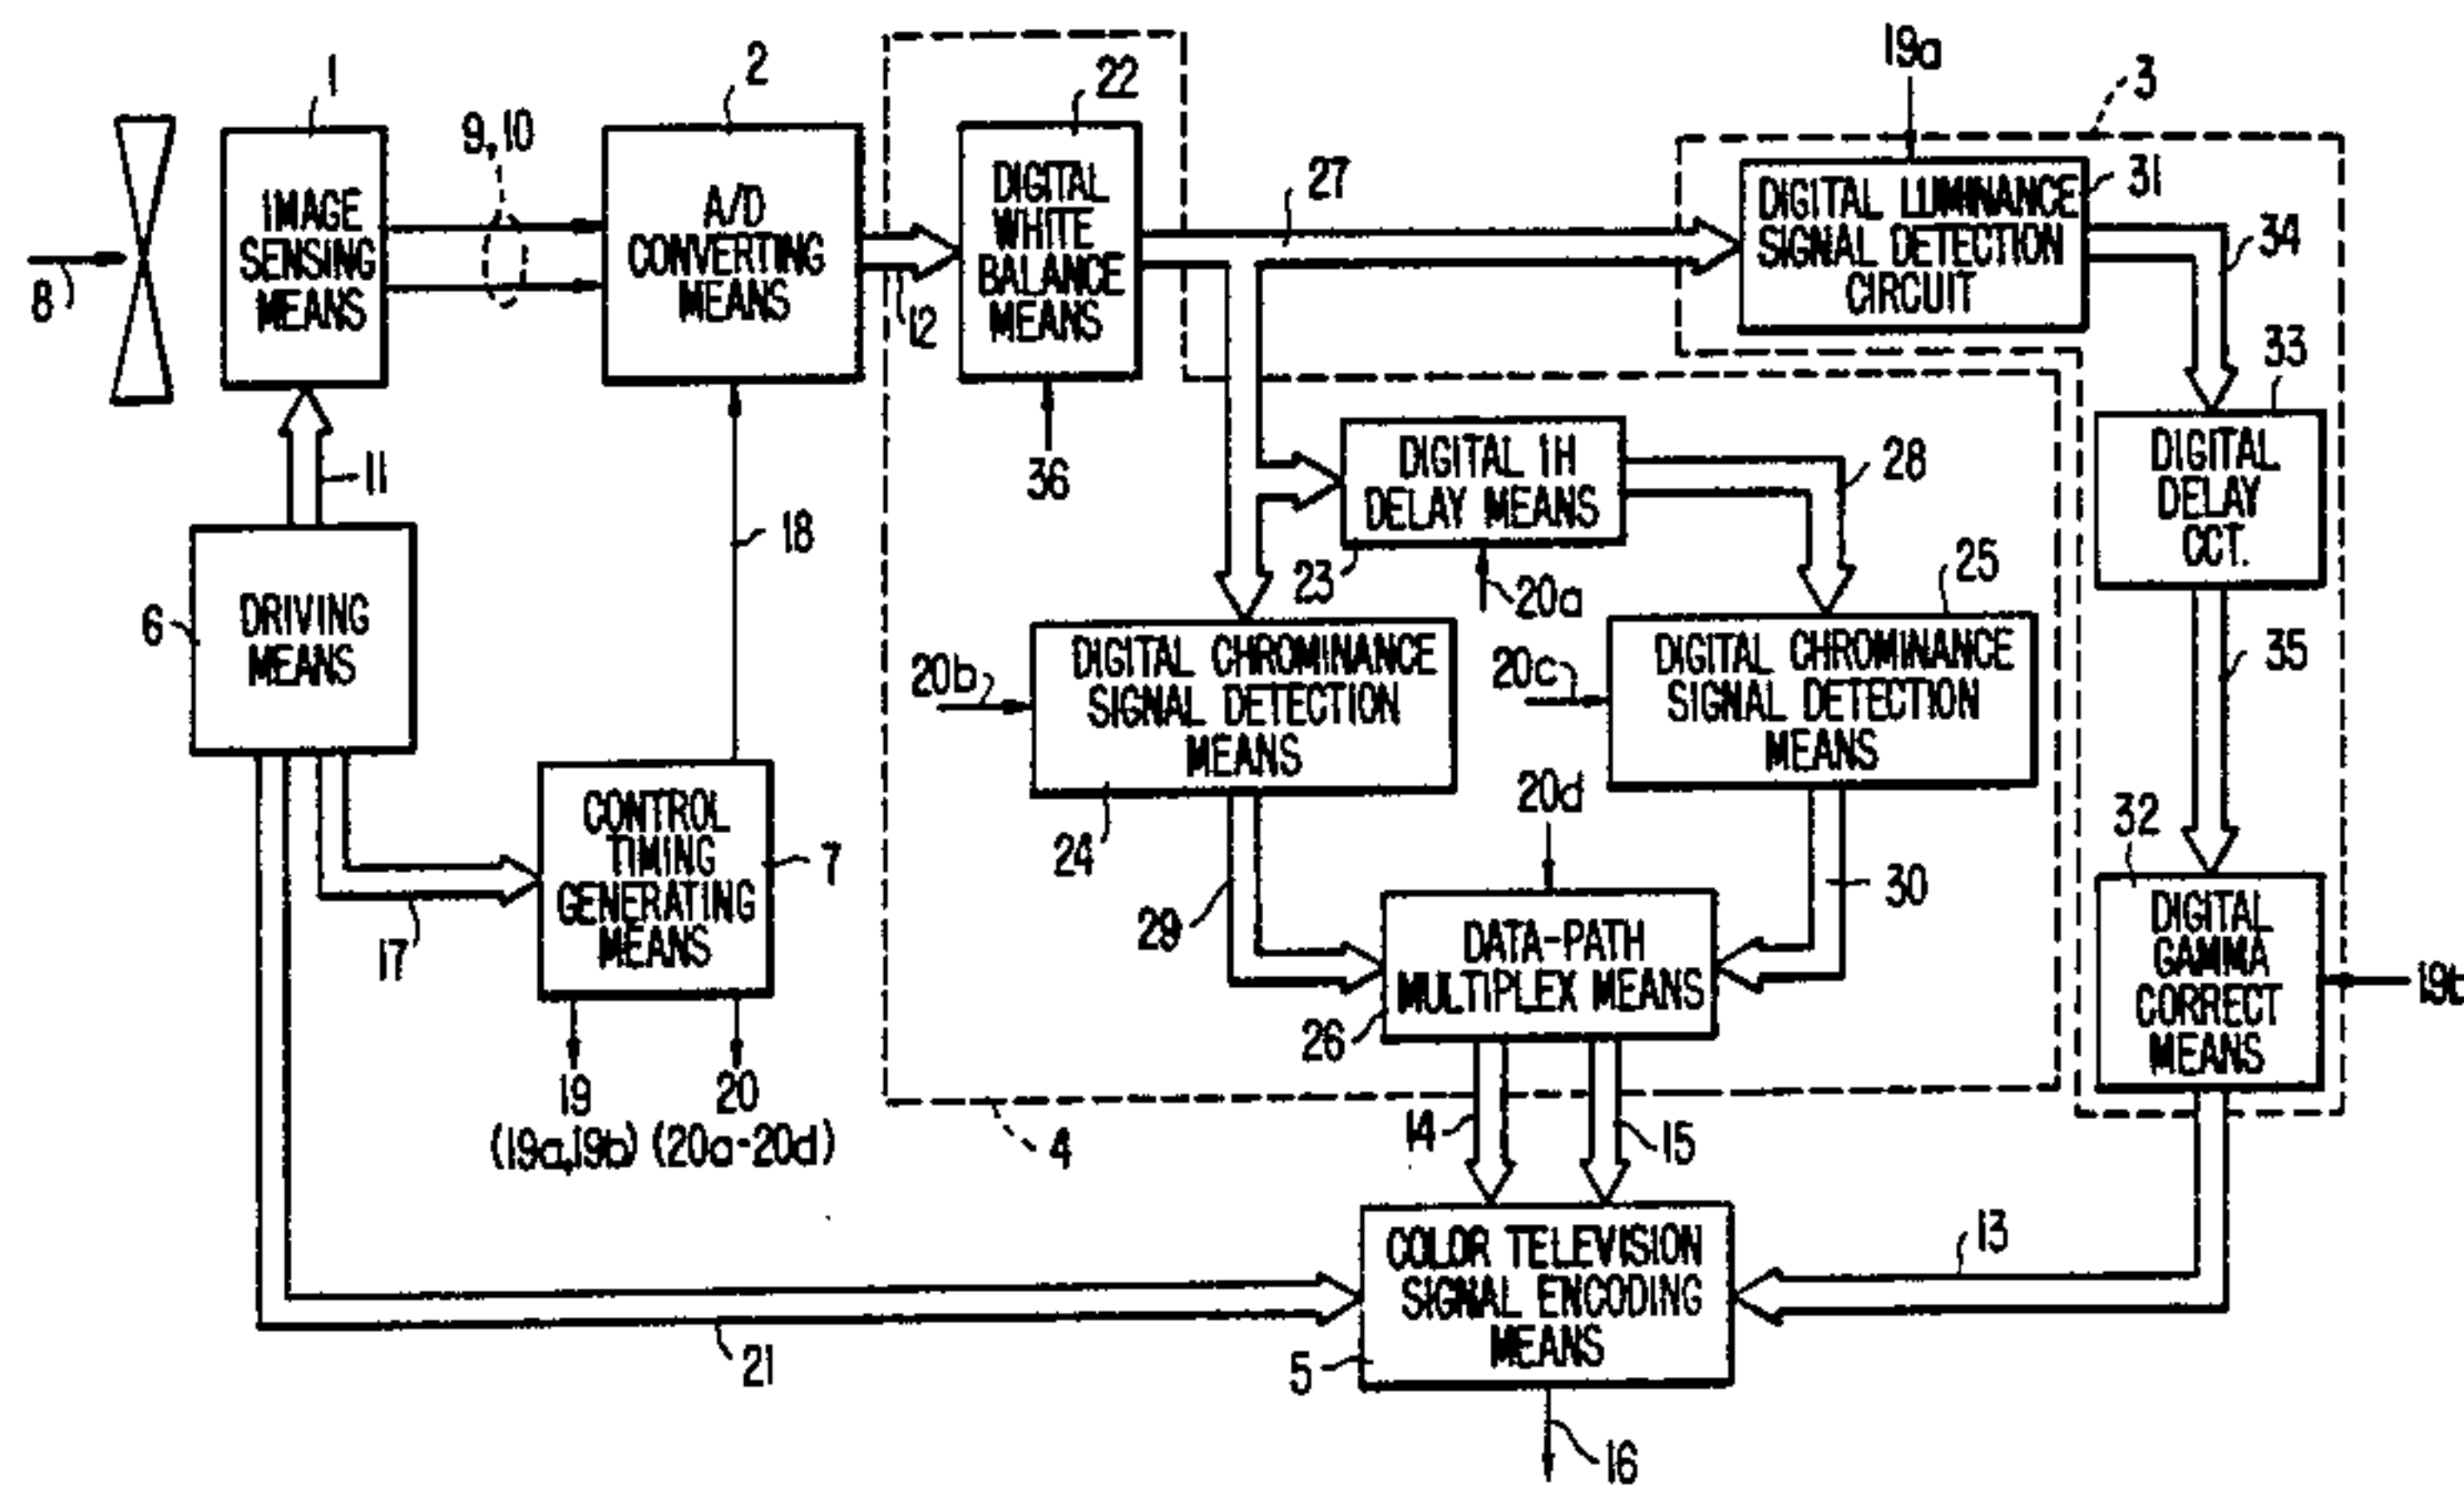 1
IMAGE
SENSING
MEANS
8
9,10
2
A/D
CONVERTING
MEANS
12
22
DIGITAL
WHITE
BALANCE
MEANS
36
27
19a
3
31
DIGITAL LUMINANCE
SIGNAL DETECTION
CIRCUIT
34
33
DIGITAL
DELAY
CCT.
35
11
6
DRIVING
MEANS
18
17
CONTROL
TIMING
GENERATING
MEANS
7
19
(19a,19b)
20
(20a-20d)
DIGITAL 1H
DELAY MEANS
23
20a
28
25
20b
DIGITAL CHROMINANCE
SIGNAL DETECTION
MEANS
24
20c
DIGITAL CHROMINANCE
SIGNAL DETECTION
MEANS
29
20d
30
DATA-PATH
MULTIPLEX MEANS
26
32
DIGITAL
GAMMA
CORRECT
MEANS
19b
4
14
15
13
COLOR TELEVISION
SIGNAL ENCODING
MEANS
5
21
16